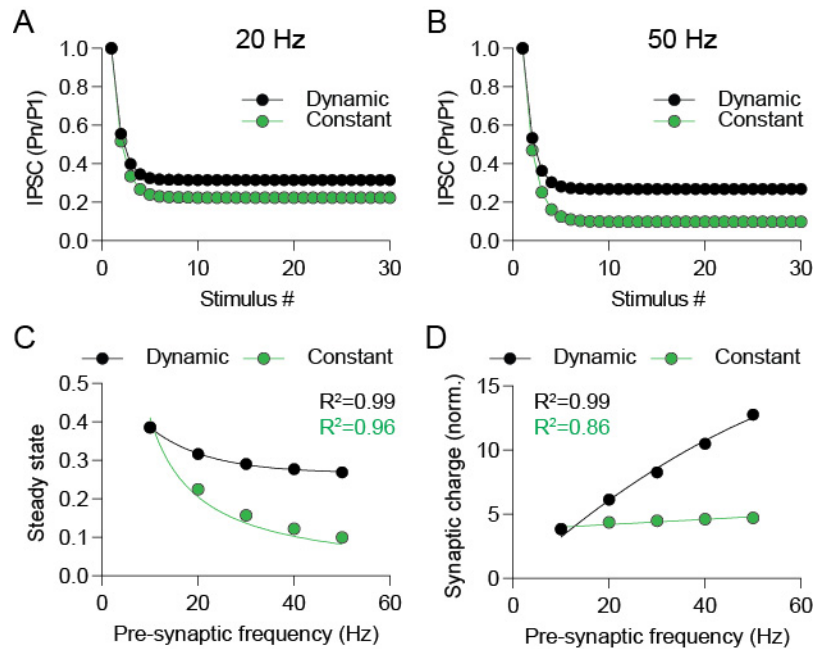 A
20 Hz
IPSC (Pn/P1)
1.0
0.8
0.6
0.4
0.2
0.0
Dynamic
Constant
0
10
20
30
Stimulus #
B
50 Hz
IPSC (Pn/P1)
1.0
0.8
0.6
0.4
0.2
0.0
Dynamic
Constant
0
10
20
30
Stimulus #
C
Dynamic
Constant
Steady state
0.5
0.4
0.3
0.2
0.1
0.0
R²=0.99
R²=0.96
0
20
40
60
Pre-synaptic frequency (Hz)
D
Dynamic
Constant
Synaptic charge (norm.)
15
10
5
0
R²=0.99
R²=0.86
0
20
40
60
Pre-synaptic frequency (Hz)